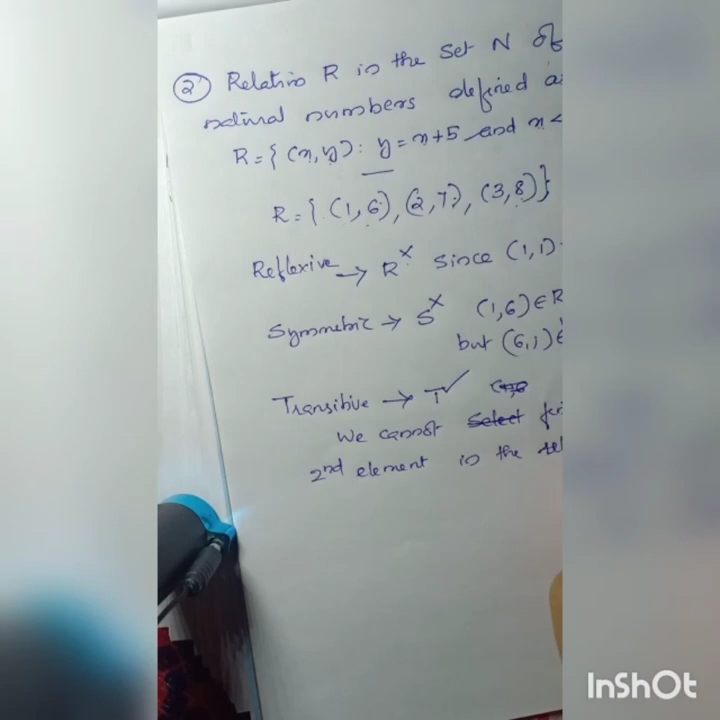 ② Relation R in the set N of
natural numbers defined as
R = { (x, y) : y = x + 5 and x <
R = { (1, 6), (2, 7), (3, 8) }
Reflexive → R× since (1, 1)
Symmetric → S× (1, 6) ∈ R
but (6, 1) ∈
Transitive → T✓
We cannot Select
2nd element in the
InShOt